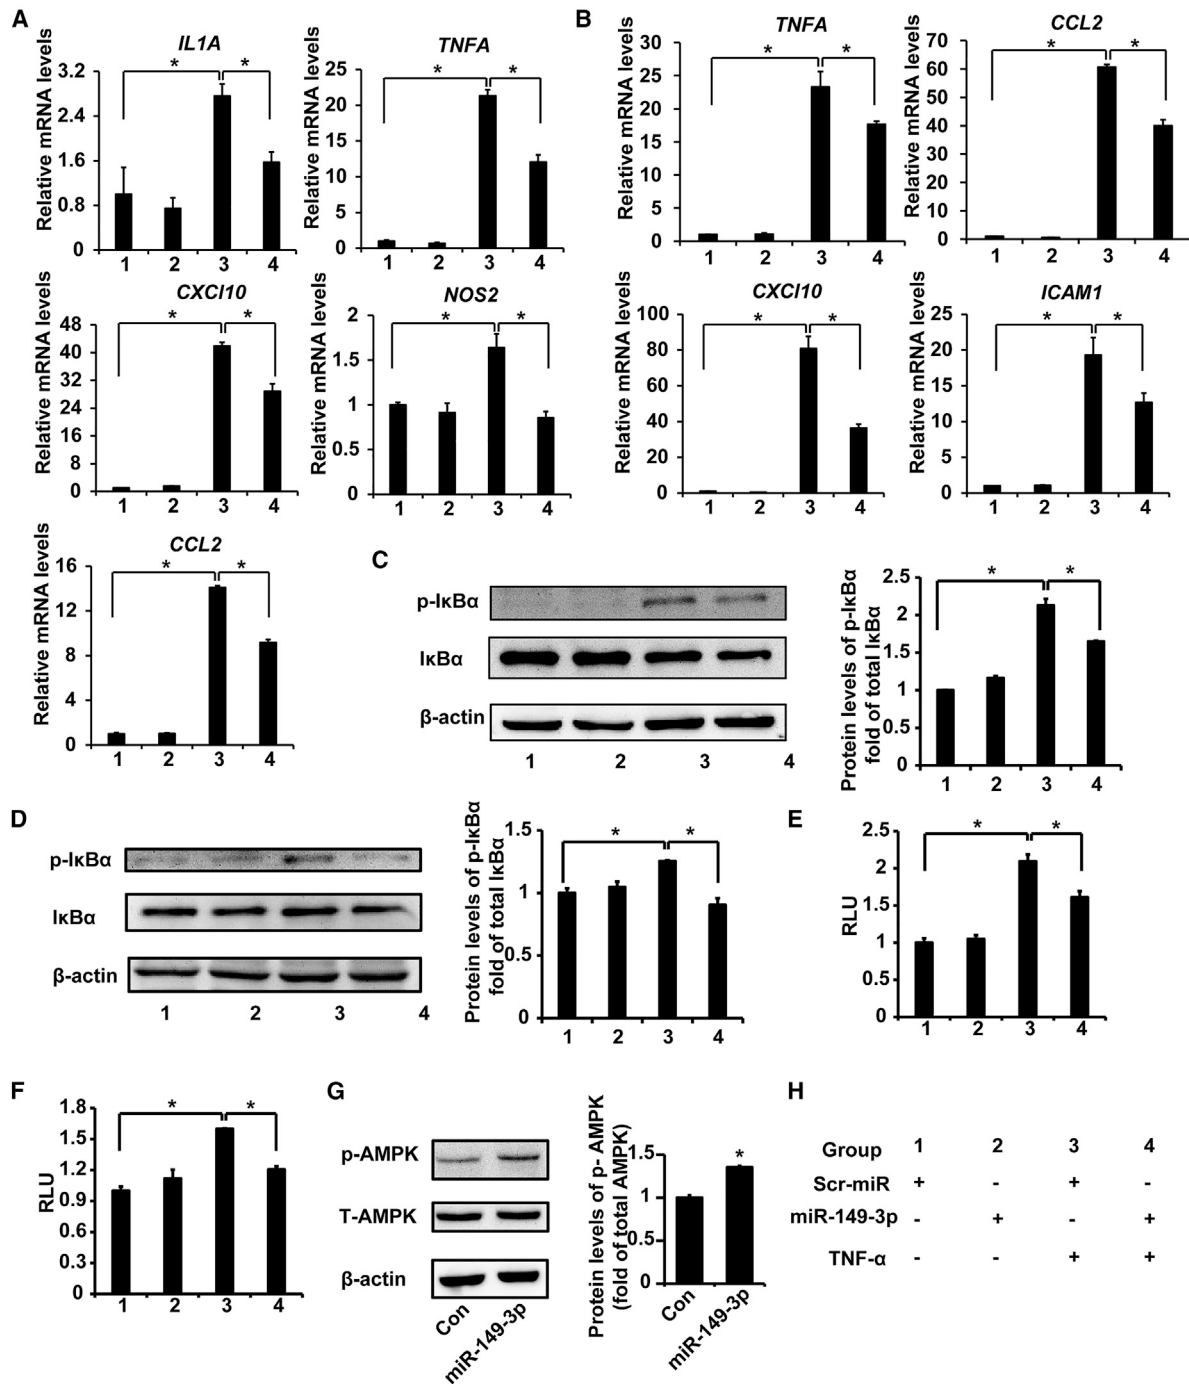 A
IL1A
Relative mRNA levels
3.2
2.4
1.6
0.8
0
* *
1 2 3 4
TNFA
Relative mRNA levels
25
20
15
10
5
0
* *
1 2 3 4
CXCl10
Relative mRNA levels
48
40
32
24
16
8
0
* *
1 2 3 4
NOS2
Relative mRNA levels
2
1.5
1
0.5
0
* *
1 2 3 4
CCL2
Relative mRNA levels
16
12
8
4
0
* *
1 2 3 4
B
TNFA
Relative mRNA levels
30
25
20
15
10
5
0
* *
1 2 3 4
CCL2
Relative mRNA levels
70
60
50
40
30
20
10
0
* *
1 2 3 4
CXCl10
Relative mRNA levels
100
80
60
40
20
0
* *
1 2 3 4
ICAM1
Relative mRNA levels
25
20
15
10
5
0
* *
1 2 3 4
C
p-IκBα
IκBα
β-actin
1 2 3 4
Protein levels of p-IκBα
fold of total IκBα
2.5
2
1.5
1
0.5
0
* *
1 2 3 4
D
p-IκBα
IκBα
β-actin
1 2 3 4
Protein levels of p-IκBα
fold of total IκBα
1.5
1
0.5
0
* *
1 2 3 4
E
RLU
2.5
2
1.5
1
0.5
0
* *
1 2 3 4
F
RLU
1.8
1.5
1.2
0.9
0.6
0.3
0
* *
1 2 3 4
G
p-AMPK
T-AMPK
β-actin
Con
miR-149-3p
Protein levels of p- AMPK
(fold of total AMPK)
1.5
1
0.5
0
*
Con
miR-149-3p
H
Group 1 2 3 4
Scr-miR + - + -
miR-149-3p - + - +
TNF-α - - + +